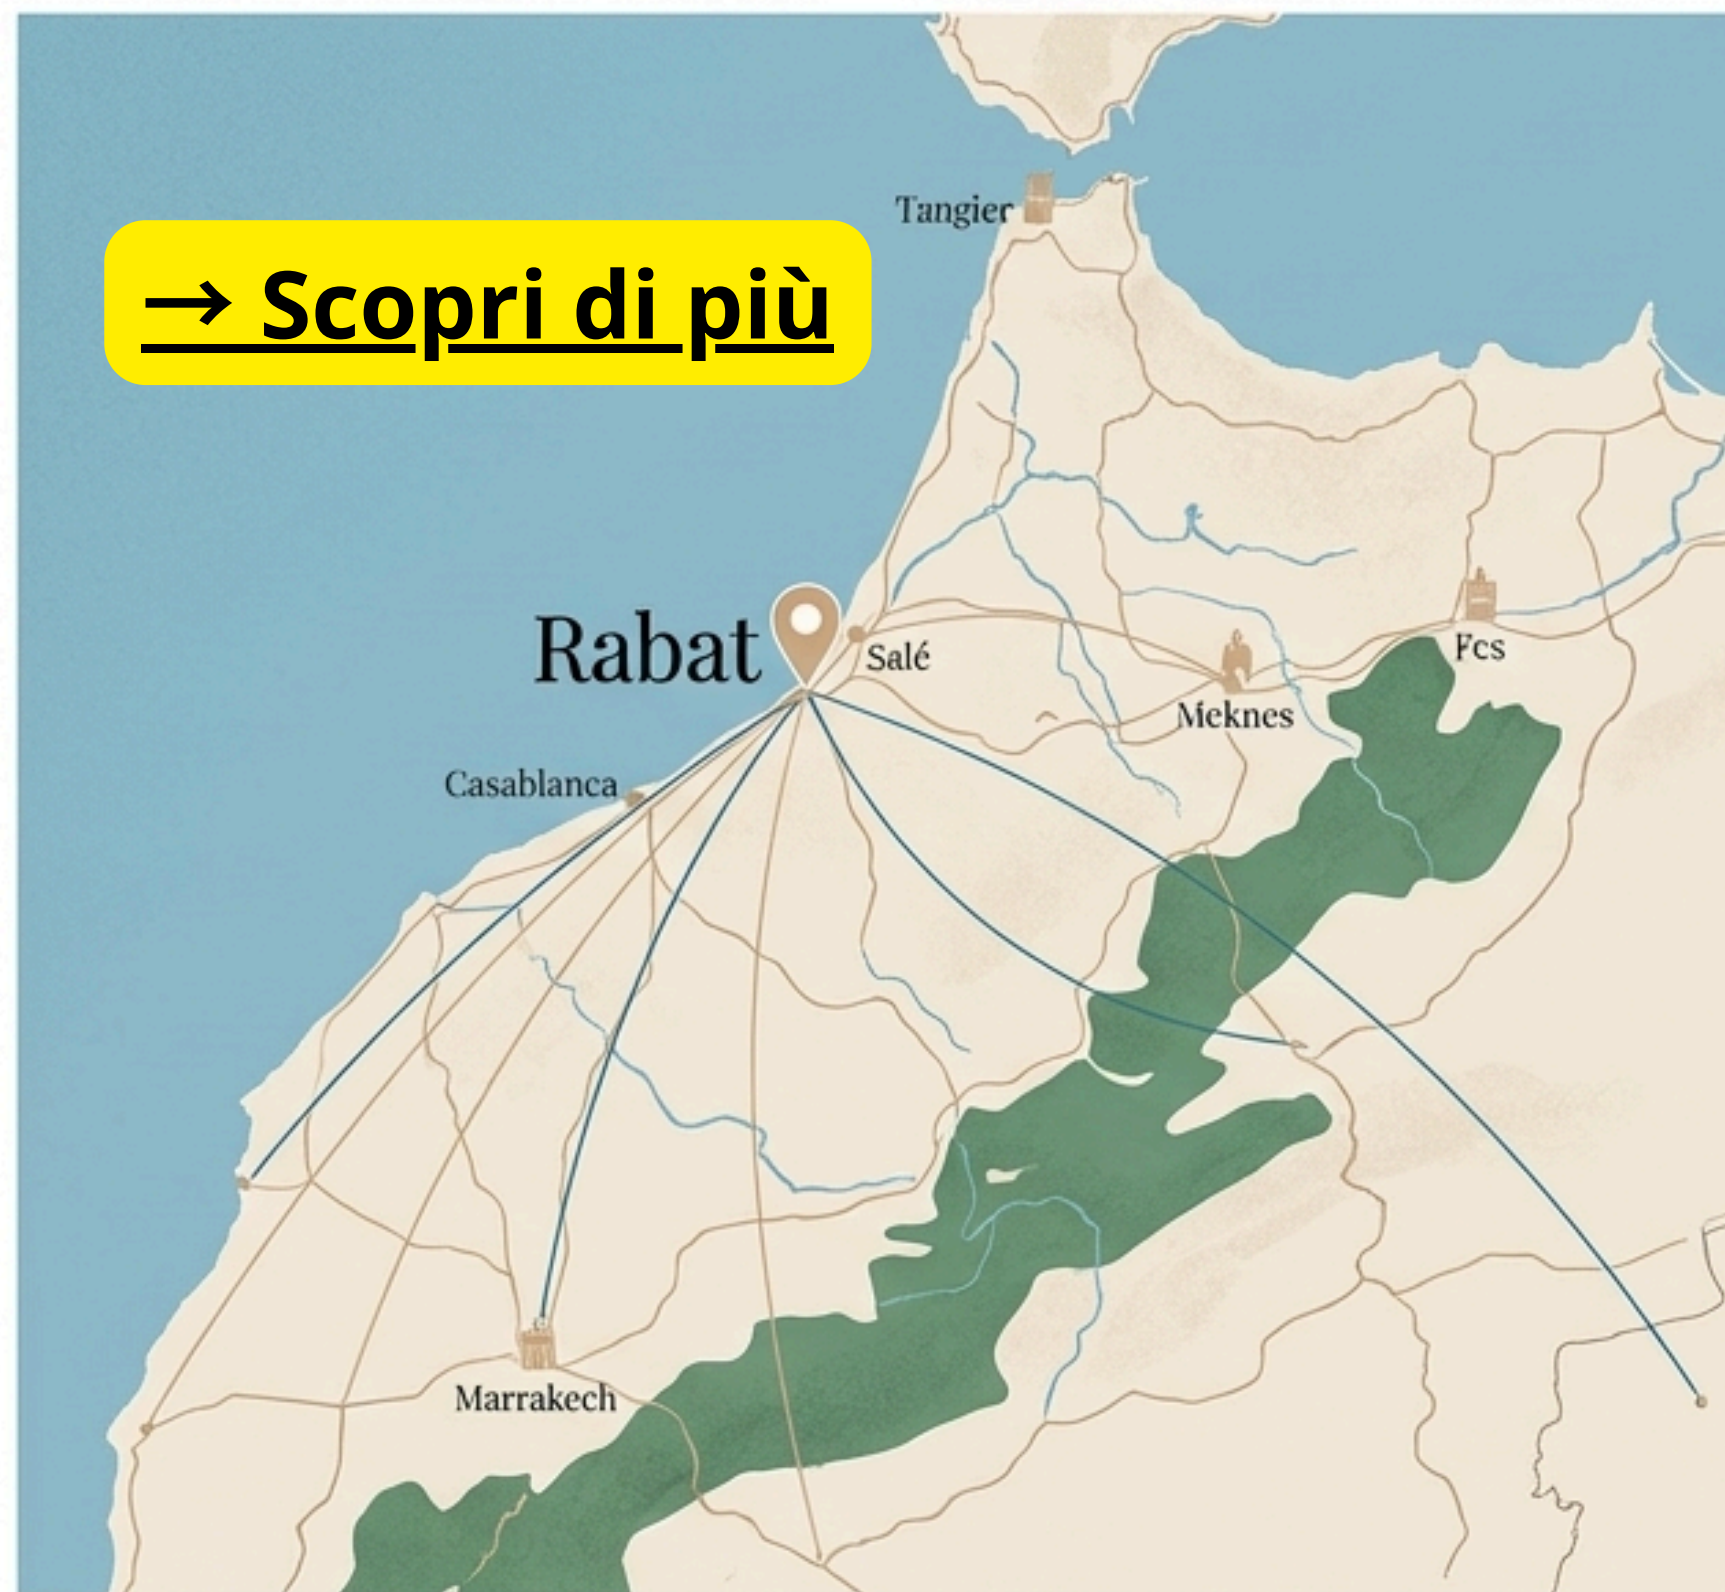 Tangier
→ Scopri di più
Rabat
Salé
Fcs
Meknes
Casablanca
Marrakech